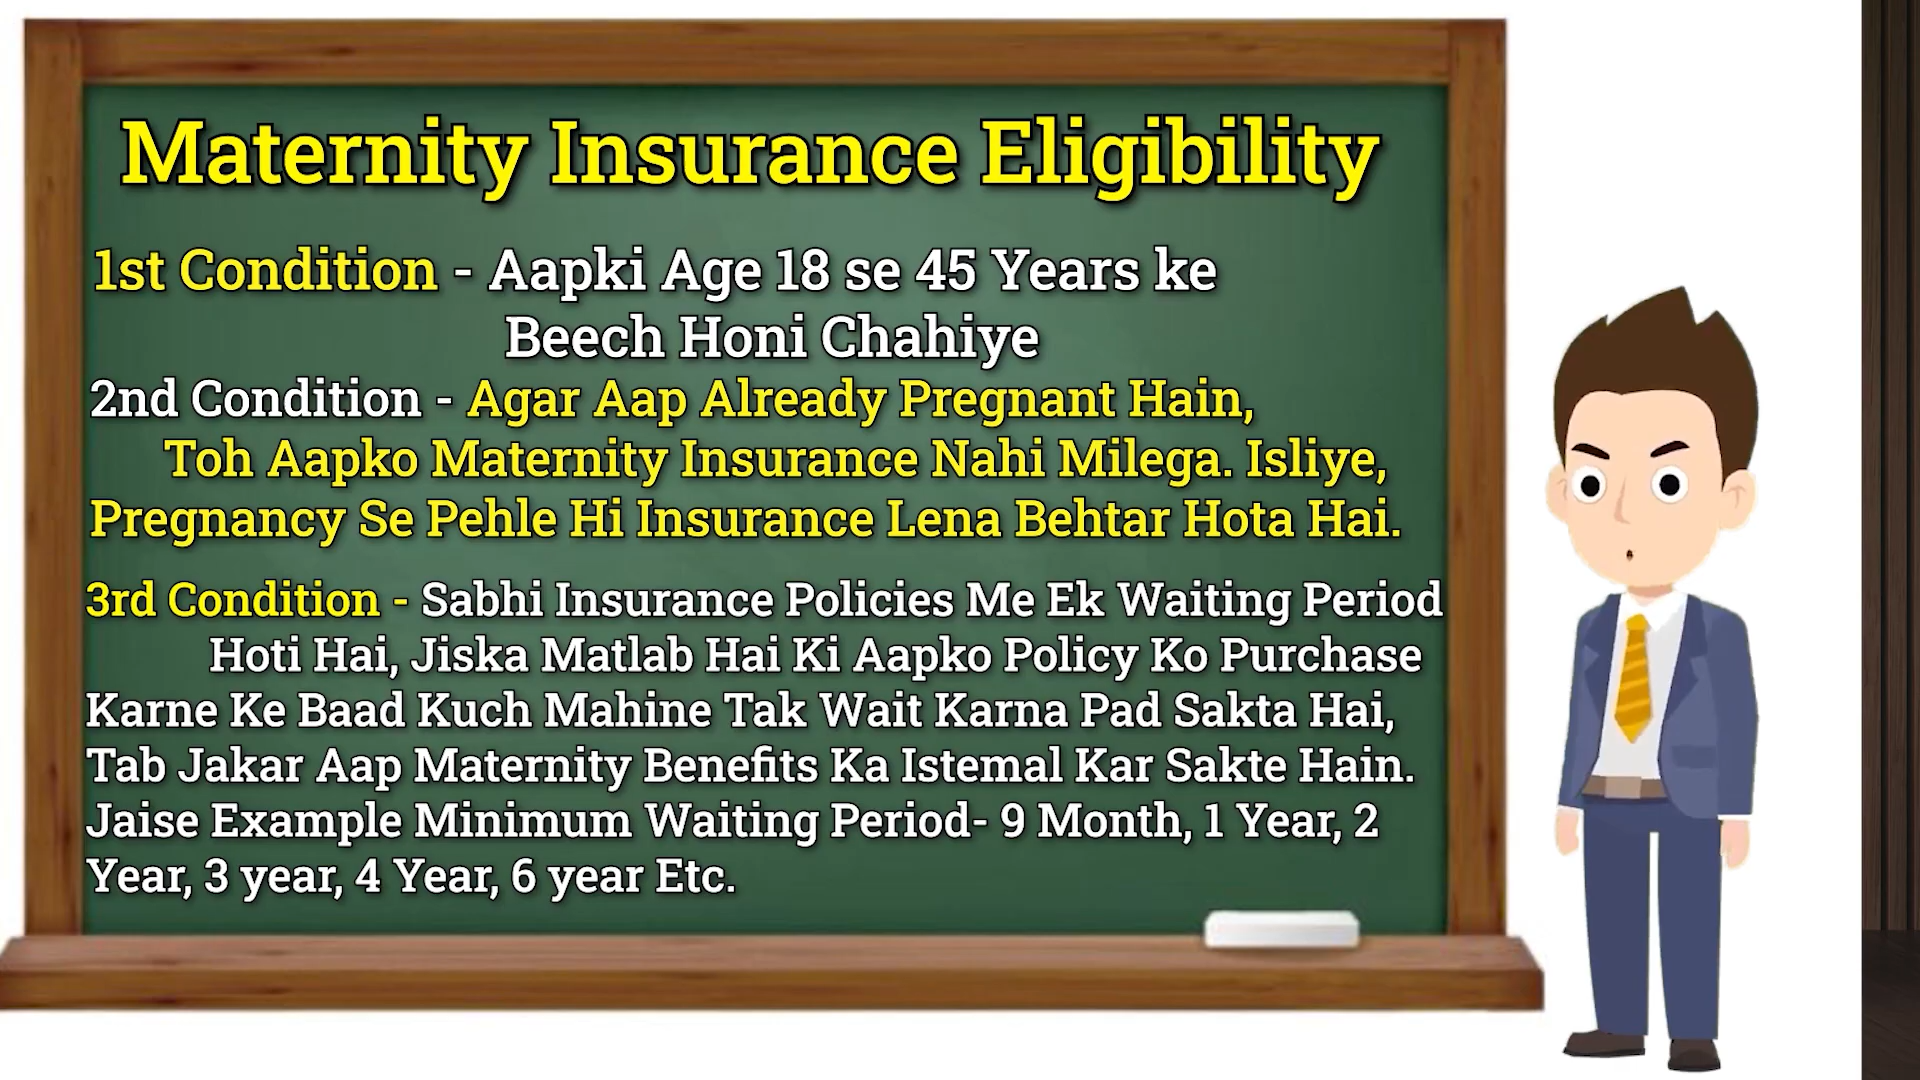 Maternity Insurance Eligibility
1st Condition - Aapki Age 18 se 45 Years ke
Beech Honi Chahiye
2nd Condition - Agar Aap Already Pregnant Hain,
Toh Aapko Maternity Insurance Nahi Milega. Isliye,
Pregnancy Se Pehle Hi Insurance Lena Behtar Hota Hai.
3rd Condition - Sabhi Insurance Policies Me Ek Waiting Period
Hoti Hai, Jiska Matlab Hai Ki Aapko Policy Ko Purchase
Karne Ke Baad Kuch Mahine Tak Wait Karna Pad Sakta Hai,
Tab Jakar Aap Maternity Benefits Ka Istemal Kar Sakte Hain.
Jaise Example Minimum Waiting Period- 9 Month, 1 Year, 2
Year, 3 year, 4 Year, 6 year Etc.